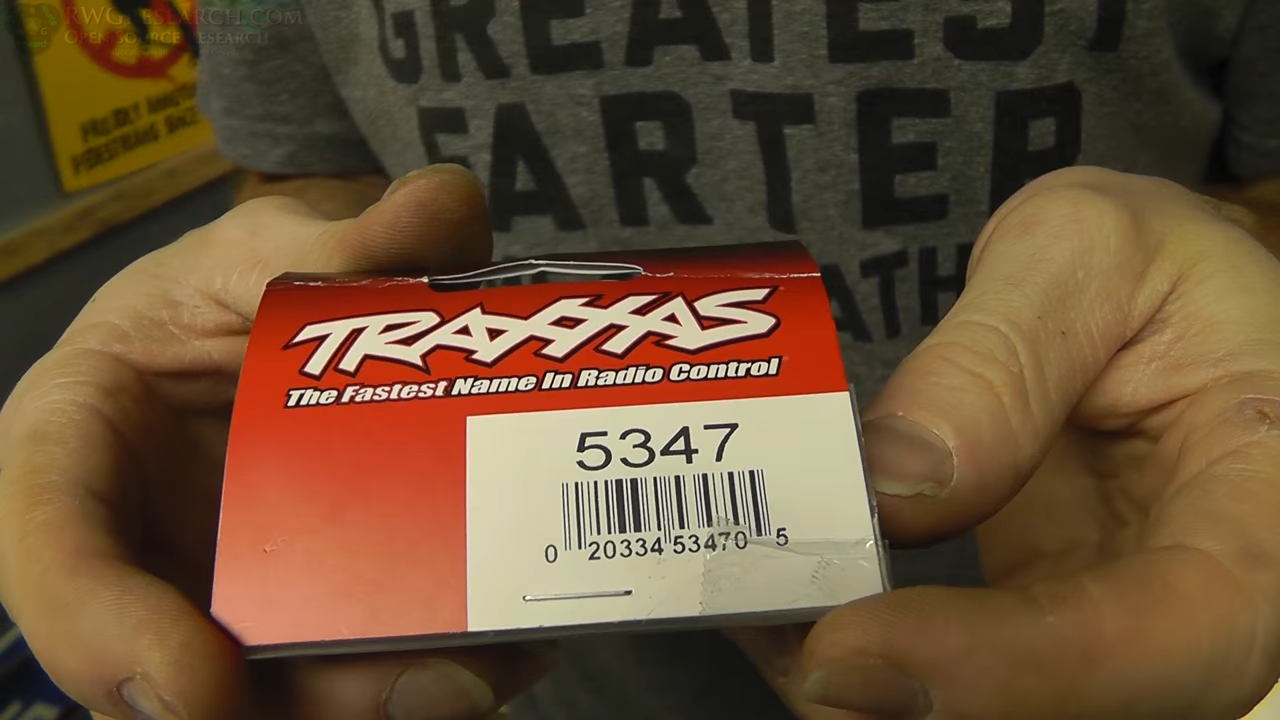 RWGResearch.com
Open Source Research
GREATEST
FARTER
TRAXXAS
The Fastest Name In Radio Control
5347
0 20334 53470 5